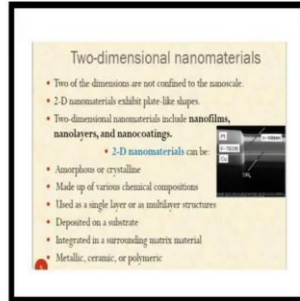 Two-dimensional nanomaterials
• Two of the dimensions are not confined to the nanoscale.
• 2-D nanomaterials exhibit plate-like shapes.
• Two-dimensional nanomaterials include nanofilms,
nanolayers, and nanocoatings.
• 2-D nanomaterials can be:
• Amorphous or crystalline
• Made up of various chemical compositions
• Used as a single layer or as multilayer structures
• Deposited on a substrate
• Integrated in a surrounding matrix material
• Metallic, ceramic, or polymeric
Pt